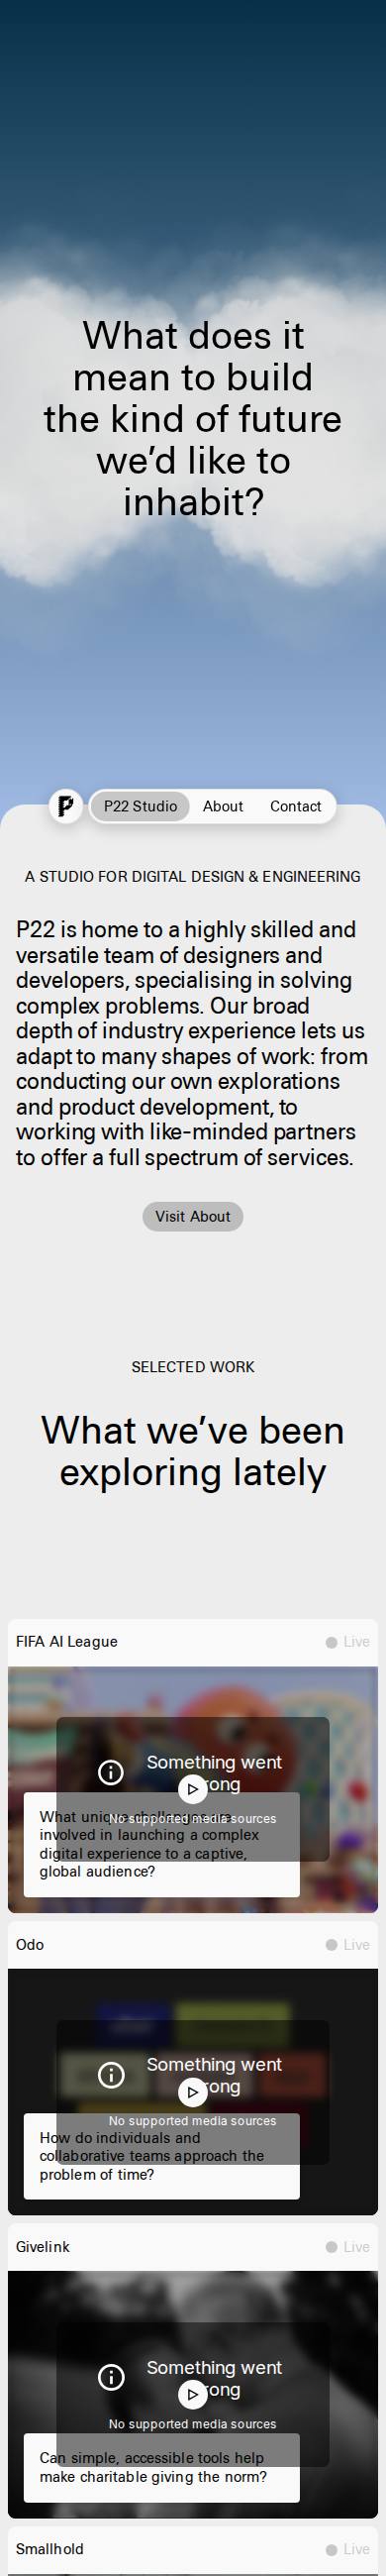 What does it
mean to build
the kind of future
we’d like to
inhabit?
P22 Studio
About
Contact
A STUDIO FOR DIGITAL DESIGN & ENGINEERING
P22 is home to a highly skilled and
versatile team of designers and
developers, specialising in solving
complex problems. Our broad
depth of industry experience lets us
adapt to many shapes of work: from
conducting our own explorations
and product development, to
working with like-minded partners
to offer a full spectrum of services.
Visit About
SELECTED WORK
What we’ve been
exploring lately
FIFA AI League
Live
Something went
rong
No supported media sources
What unique challenges are
involved in launching a complex
digital experience to a captive,
global audience?
Odo
Live
Something went
rong
No supported media sources
How do individuals and
collaborative teams approach the
problem of time?
Givelink
Live
Something went
rong
No supported media sources
Can simple, accessible tools help
make charitable giving the norm?
Smallhold
Live